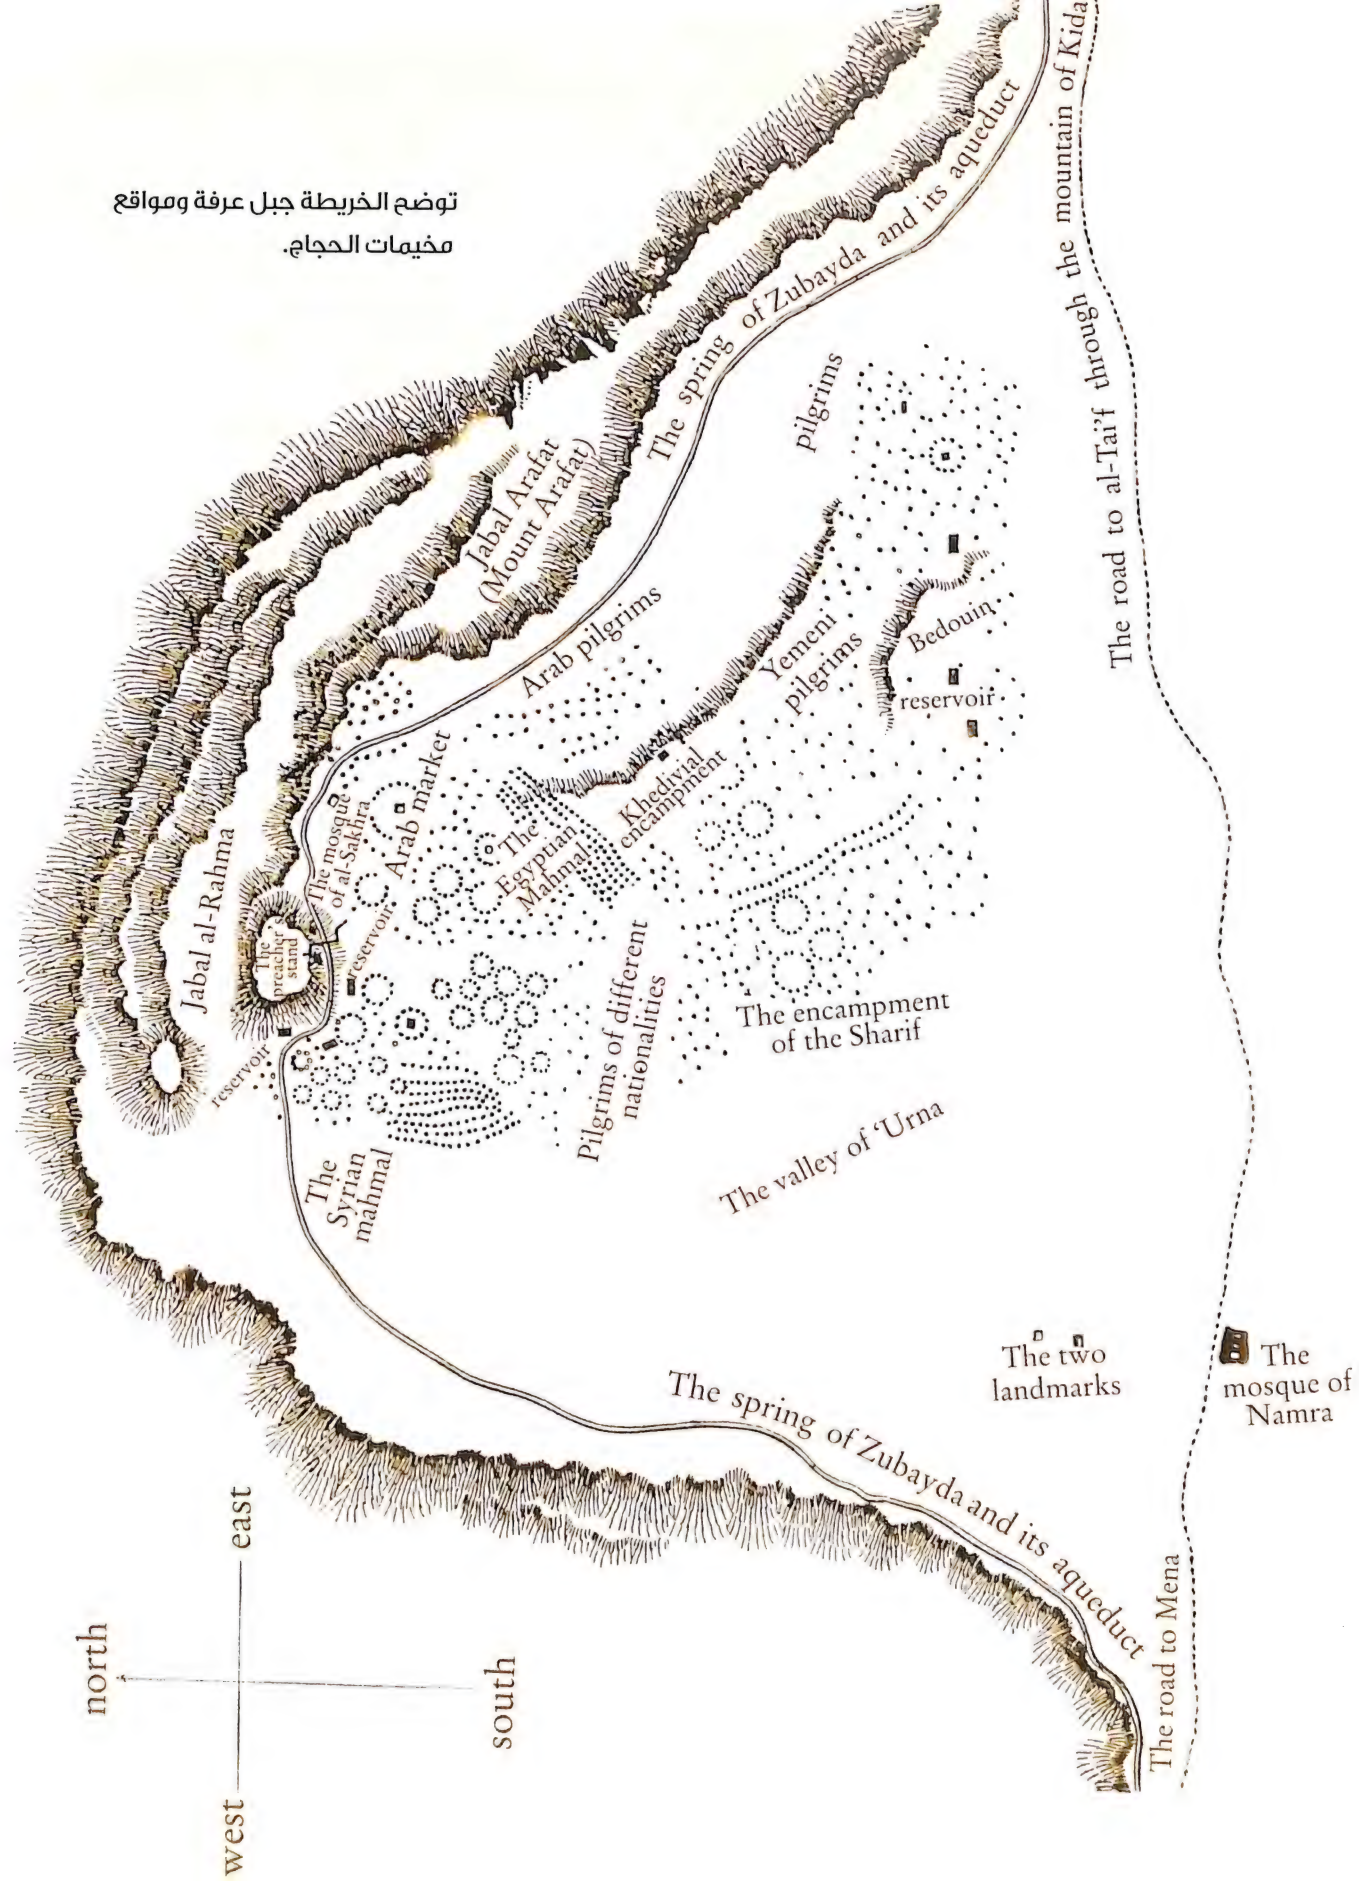 توضح الخريطة جبل عرفة ومواقع
مخيمات الحجاج.
The road to al-Tai'f through the mountain of Kida
The spring of Zubayda and its aqueduct
pilgrims
Jabal Arafat
(Mount Arafat)
Arab pilgrims
Yemeni
pilgrims
Bedouin
reservoir
Khedivial
encampment
Arab market
The
Egyptian
Mahmal
The mosque
of al-Sakhra
Jabal al-Rahma
The
preacher's
stand
reservoir
reservoir
Pilgrims of different
nationalities
The encampment
of the Sharif
The
Syrian
mahmal
The valley of 'Urna
The two
landmarks
The
mosque of
Namra
The spring of Zubayda and its aqueduct
The road to Mena
east
north
south
west